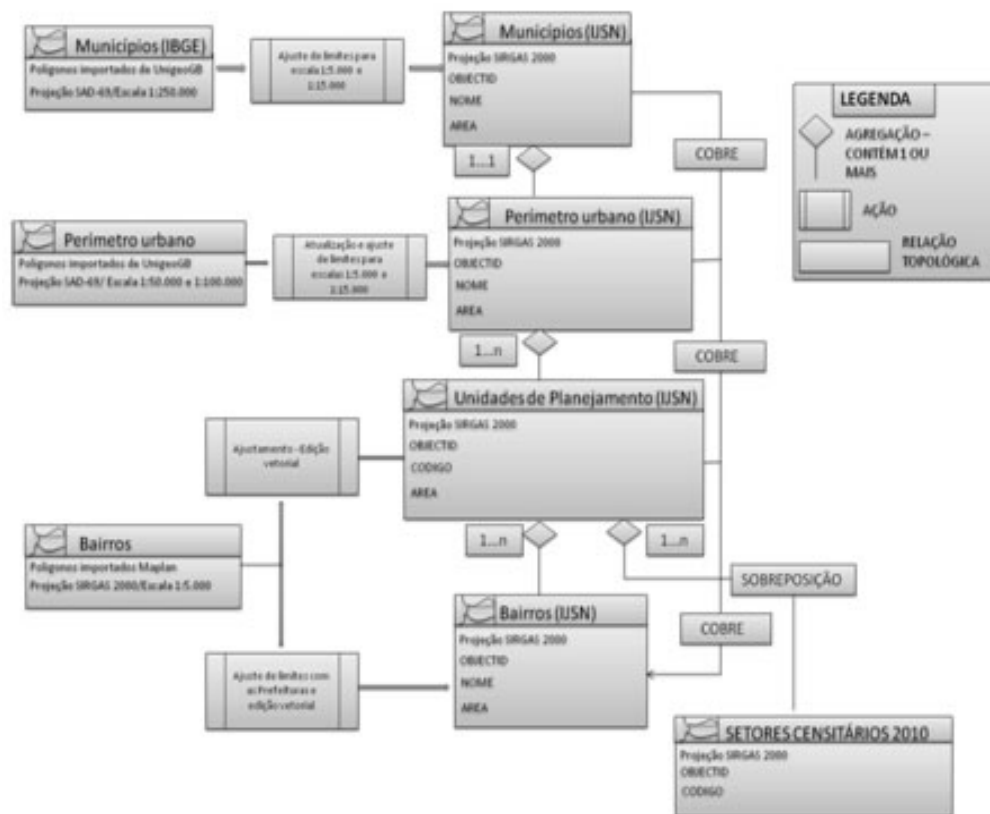 Municípios (IBGE)
Polígonos importados do UnigeoGB
Projeção SAD-69/Escala 1:250.000
Ajuste de limites para
escala 1:5.000 e
1:15.000
Municípios (IJSN)
Projeção SIRGAS 2000
OBJECTID
NOME
AREA
1...1
COBRE
LEGENDA
AGREGAÇÃO –
CONTÉM 1 OU
MAIS
AÇÃO
RELAÇÃO
TOPOLÓGICA
Perímetro urbano
Polígonos importados de UnigeoGB
Projeção SAD-69/ Escala 1:50.000 e 1:100.000
Atualização e ajuste
de limites para
escalas 1:5.000 e
1:15.000
Perímetro urbano (IJSN)
Projeção SIRGAS 2000
OBJECTID
NOME
AREA
1...n
COBRE
Unidades de Planejamento (IJSN)
Projeção SIRGAS 2000
OBJECTID
CODIGO
AREA
Ajustamento - Edição
vetorial
1...n
1...n
Bairros
Polígonos importados Maplan
Projeção SIRGAS 2000/Escala 1:5.000
SOBREPOSIÇÃO
Bairros (IJSN)
Projeção SIRGAS 2000
OBJECTID
NOME
AREA
COBRE
Ajuste de limites com
as Prefeituras e
edição vetorial
SETORES CENSITÁRIOS 2010
Projeção SIRGAS 2000
OBJECTID
CODIGO